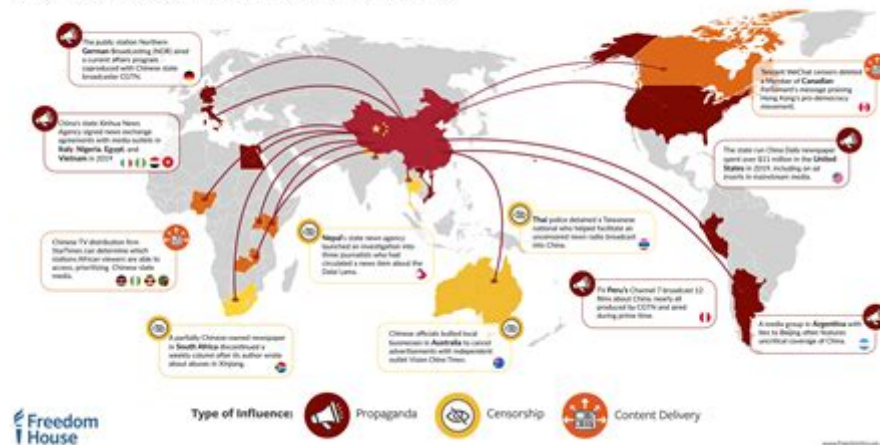 The public station Northern
German Broadcasting (NDR) aired
a current affairs program
coproduced with Chinese state
broadcaster CGTN.
China's state Xinhua News
Agency signed news exchange
agreements with media outlets in
Italy, Nigeria, Egypt, and
Vietnam in 2019
Chinese TV distribution firm
StarTimes can determine which
stations African viewers are able to
access, prioritizing Chinese state
media.
A partially Chinese-owned newspaper
in South Africa discontinued a
weekly column after its author wrote
about abuses in Xinjiang.
Nepal's state news agency
launched an investigation into
three journalists who had
circulated a news item about the
Dalai Lama.
Chinese officials bullied local
businesses in Australia to cancel
advertisements with independent
outlet Vision China Times.
Thai police detained a Taiwanese
national who helped facilitate an
uncensored news radio broadcast
into China.
TV Peru's Channel 7 broadcast 12
films about China, nearly all
produced by CGTN and aired
during prime time.
Tencent WeChat censors deleted
a Member of Canadian
Parliament's message praising
Hong Kong's pro-democracy
movement.
The state run China Daily newspaper
spent over $11 million in the United
States in 2019, including on ad
inserts in mainstream media.
A media group in Argentina with
ties to Beijing often features
uncritical coverage of China.
Freedom
House
Type of Influence:
Propaganda
Censorship
Content Delivery